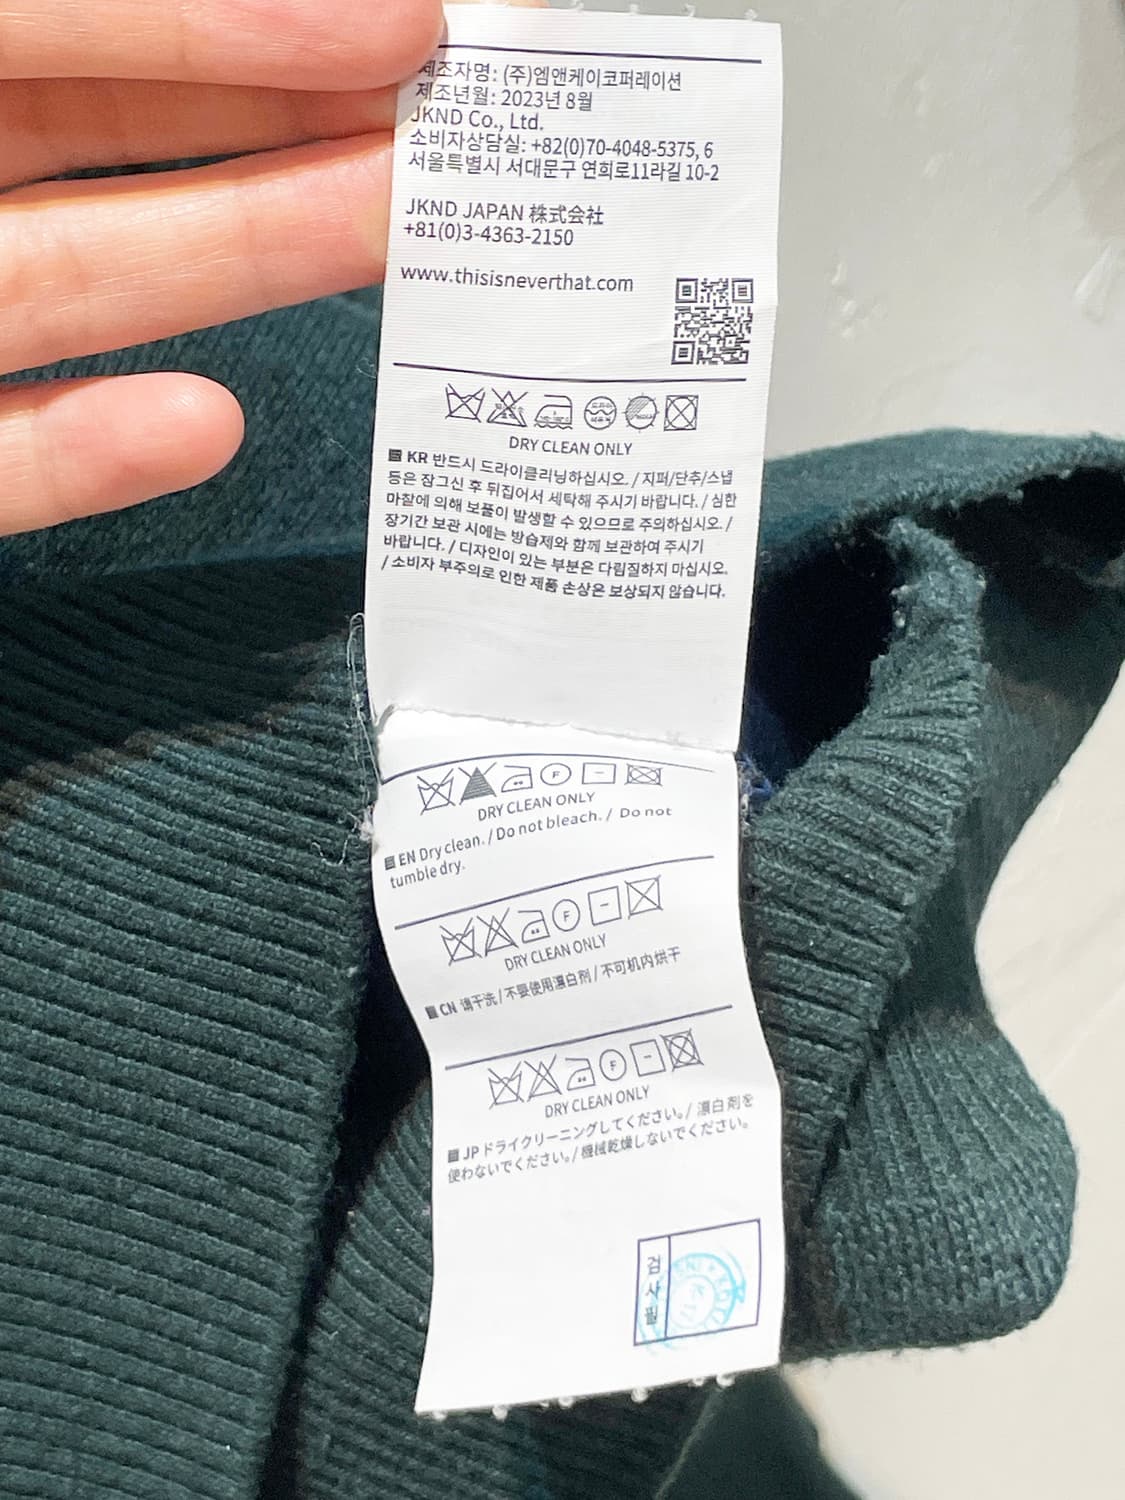 제조자명: (주)엠앤케이코퍼레이션
제조년월: 2023년 8월
JKND Co., Ltd.
소비자상담실: +82(0)70-4048-5375, 6
서울특별시 서대문구 연희로11라길 10-2
JKND JAPAN 株式会社
+81(0)3-4363-2150
www.thisisneverthat.com
DRY CLEAN ONLY
KR 반드시 드라이클리닝하십시오. / 지퍼/단추/스냅
등은 잠그신 후 뒤집어서 세탁해 주시기 바랍니다. / 심한
마찰에 의해 보풀이 발생할 수 있으므로 주의하십시오. /
장기간 보관 시에는 방습제와 함께 보관하여 주시기
바랍니다. / 디자인이 있는 부분은 다림질하지 마십시오.
/ 소비자 부주의로 인한 제품 손상은 보상되지 않습니다.
F
DRY CLEAN ONLY
EN Dry clean. / Do not bleach. / Do not
tumble dry.
F
DRY CLEAN ONLY
CN 请干洗 / 不要使用漂白剂 / 不可机内烘干
F
DRY CLEAN ONLY
JP ドライクリーニングしてください。/ 漂白剤を
使わないでください。/ 機械乾燥しないでください。
검사필